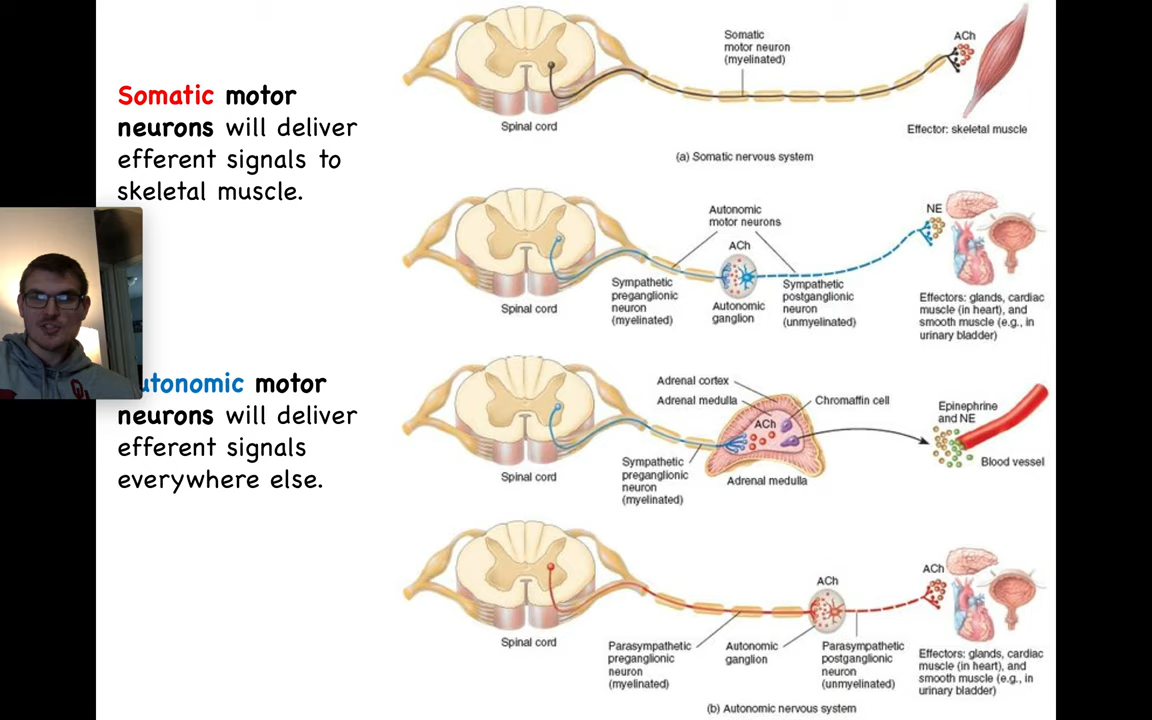 Somatic motor
neurons will deliver
efferent signals to
skeletal muscle.
utonomic motor
neurons will deliver
efferent signals
everywhere else.
Somatic
motor neuron
(myelinated)
ACh
Spinal cord
Effector: skeletal muscle
(a) Somatic nervous system
Autonomic
motor neurons
NE
ACh
Sympathetic
preganglionic
neuron
(myelinated)
Spinal cord
Autonomic
ganglion
Sympathetic
postganglionic
neuron
(unmyelinated)
Effectors: glands, cardiac
muscle (in heart), and
smooth muscle (e.g., in
urinary bladder)
Adrenal cortex
Adrenal medulla
Chromaffin cell
ACh
Epinephrine
and NE
Spinal cord
Sympathetic
preganglionic
neuron
(myelinated)
Adrenal medulla
Blood vessel
ACh
ACh
Spinal cord
Parasympathetic
preganglionic
neuron
(myelinated)
Autonomic
ganglion
Parasympathetic
postganglionic
neuron
(unmyelinated)
Effectors: glands, cardiac
muscle (in heart), and
smooth muscle (e.g., in
urinary bladder)
(b) Autonomic nervous system